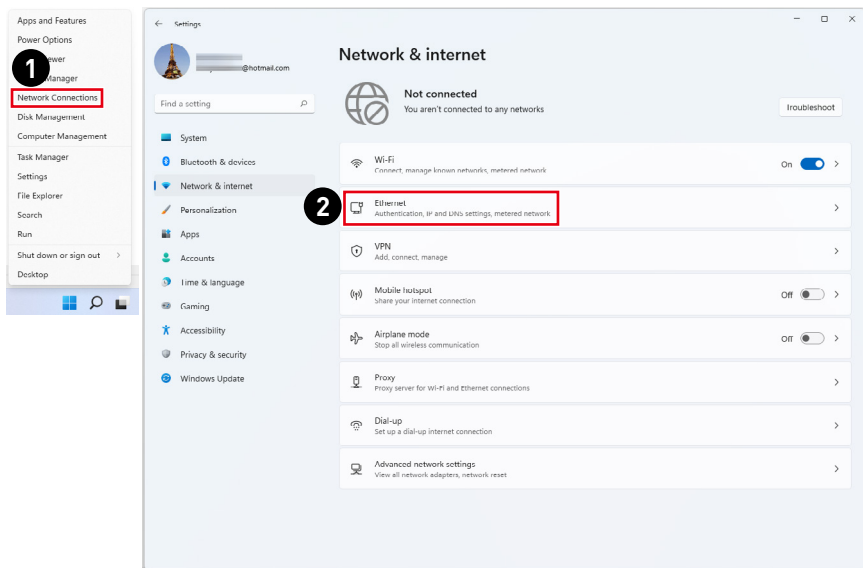 Apps and Features
Power Options
ewer
1
Manager
Network Connections
Disk Management
Computer Management
Task Manager
Settings
File Explorer
Search
Run
Shut down or sign out
Desktop
Settings
@hotmail.com
Find a setting
System
Bluetooth & devices
Network & internet
Personalization
Apps
Accounts
Time & language
Gaming
Accessibility
Privacy & security
Windows Update
Network & internet
Not connected
You aren't connected to any networks
Troubleshoot
Wi-Fi
Connect, manage known networks, metered network
On
2
Ethernet
Authentication, IP and DNS settings, metered network
VPN
Add, connect, manage
Mobile hotspot
Share your internet connection
Off
Airplane mode
Stop all wireless communication
Off
Proxy
Proxy server for Wi-Fi and Ethernet connections
Dial-up
Set up a dial-up internet connection
Advanced network settings
View all network adapters, network reset